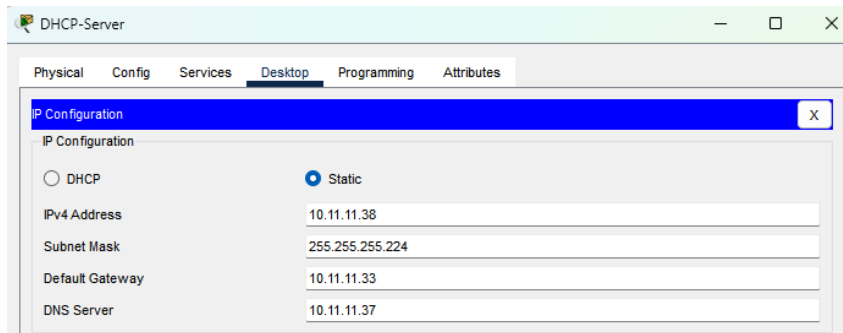 DHCP-Server
Physical Config Services Desktop Programming Attributes
IP Configuration X
IP Configuration
DHCP Static
IPv4 Address 10.11.11.38
Subnet Mask 255.255.255.224
Default Gateway 10.11.11.33
DNS Server 10.11.11.37